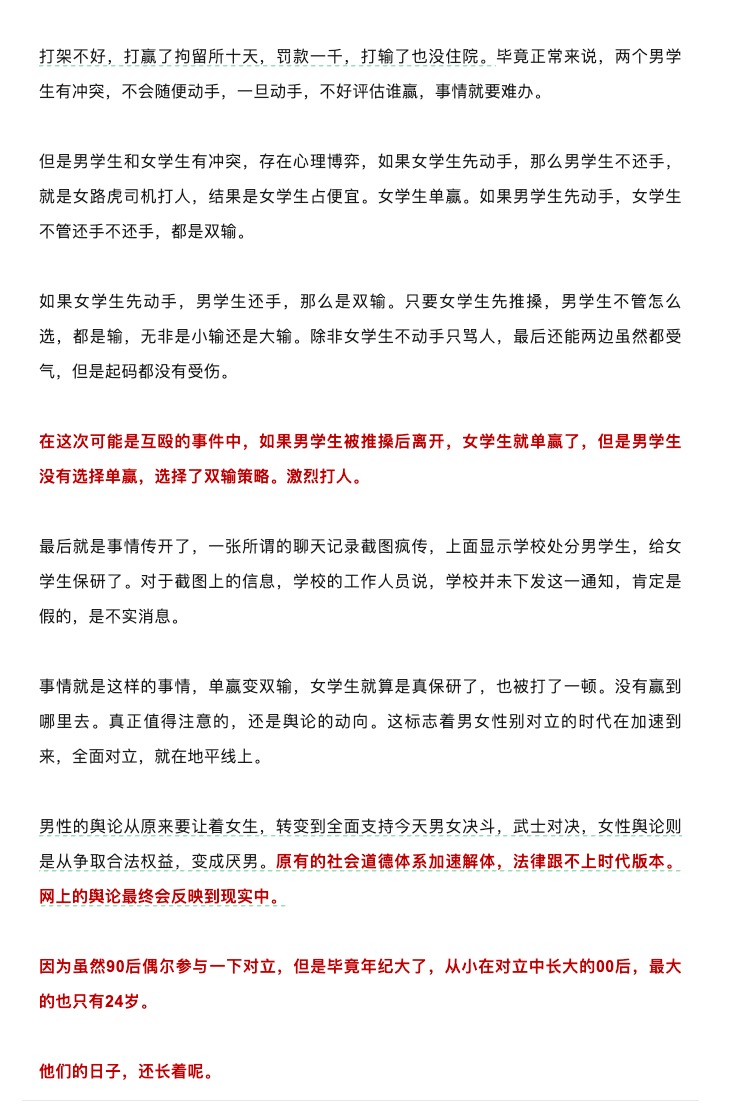 打架不好，打赢了拘留所十天，罚款一千，打输了也没住院。毕竟正常来说，两个男学
生有冲突，不会随便动手，一旦动手，不好评估谁赢，事情就要难办。
但是男学生和女学生有冲突，存在心理博弈，如果女学生先动手，那么男学生不还手，
就是女路虎司机打人，结果是女学生占便宜。女学生单赢。如果男学生先动手，女学生
不管还手不还手，都是双输。
如果女学生先动手，男学生还手，那么是双输。只要女学生先推搡，男学生不管怎么
选，都是输，无非是小输还是大输。除非女学生不动手只骂人，最后还能两边虽然都受
气，但是起码都没有受伤。
在这次可能是互殴的事件中，如果男学生被推搡后离开，女学生就单赢了，但是男学生
没有选择单赢，选择了双输策略。激烈打人。
最后就是事情传开了，一张所谓的聊天记录截图疯传，上面显示学校处分男学生，给女
学生保研了。对于截图上的信息，学校的工作人员说，学校并未下发这一通知，肯定是
假的，是不实消息。
事情就是这样的事情，单赢变双输，女学生就算是真保研了，也被打了一顿。没有赢到
哪里去。真正值得注意的，还是舆论的动向。这标志着男女性别对立的时代在加速到
来，全面对立，就在地平线上。
男性的舆论从原来要让着女生，转变到全面支持今天男女决斗，武士对决，女性舆论则
是从争取合法权益，变成厌男。原有的社会道德体系加速解体，法律跟不上时代版本。
网上的舆论最终会反映到现实中。
因为虽然90后偶尔参与一下对立，但是毕竟年纪大了，从小在对立中长大的00后，最大
的也只有24岁。
他们的日子，还长着呢。